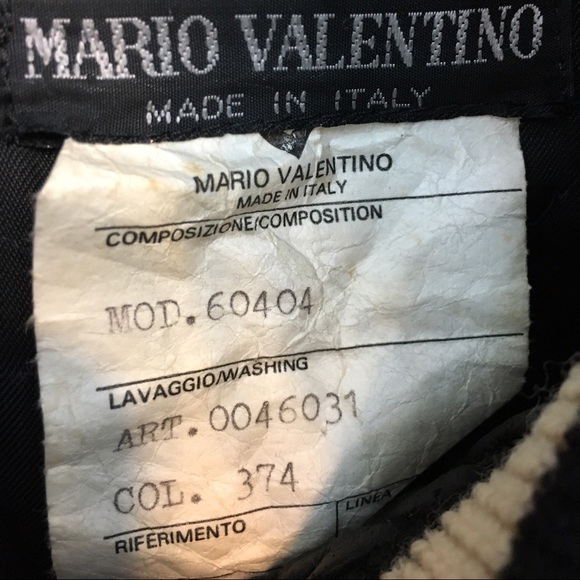 MARIO VALENTINO
MADE IN ITALY
MARIO VALENTINO
MADE IN ITALY
COMPOSIZIONE/COMPOSITION
MOD. 60404
LAVAGGIO/WASHING
ART. 0046031
COL. 374
RIFERIMENTO LINEA